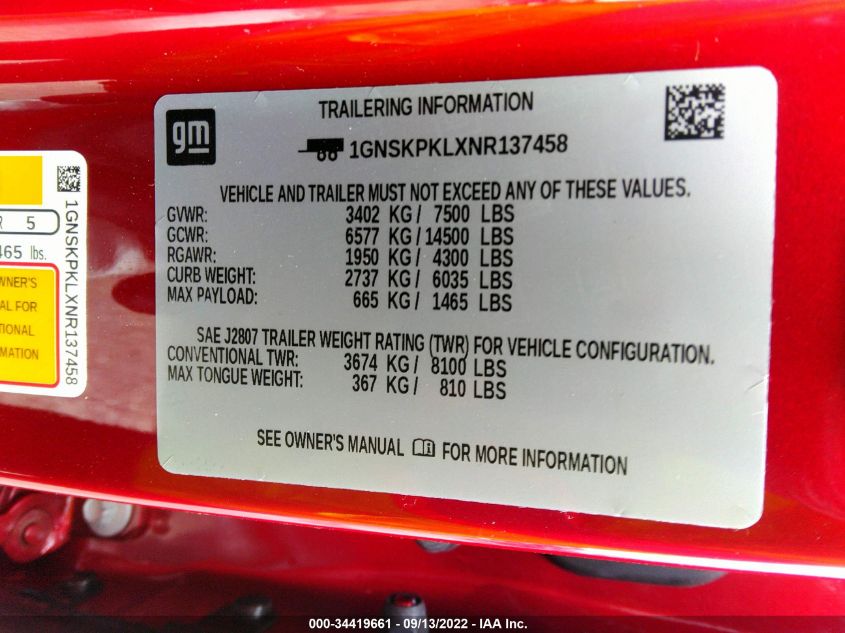 gm
TRAILERING INFORMATION
1GNSKPKLXNR137458
VEHICLE AND TRAILER MUST NOT EXCEED ANY OF THESE VALUES.
GVWR: 3402 KG / 7500 LBS
GCWR: 6577 KG / 14500 LBS
RGAWR: 1950 KG / 4300 LBS
CURB WEIGHT: 2737 KG / 6035 LBS
MAX PAYLOAD: 665 KG / 1465 LBS
SAE J2807 TRAILER WEIGHT RATING (TWR) FOR VEHICLE CONFIGURATION.
CONVENTIONAL TWR: 3674 KG / 8100 LBS
MAX TONGUE WEIGHT: 367 KG / 810 LBS
SEE OWNER'S MANUAL FOR MORE INFORMATION
R 5
465 lbs.
WNER'S
AL FOR
TIONAL
MATION
1GNSKPKLXNR137458
000-34419661 - 09/13/2022 - IAA Inc.